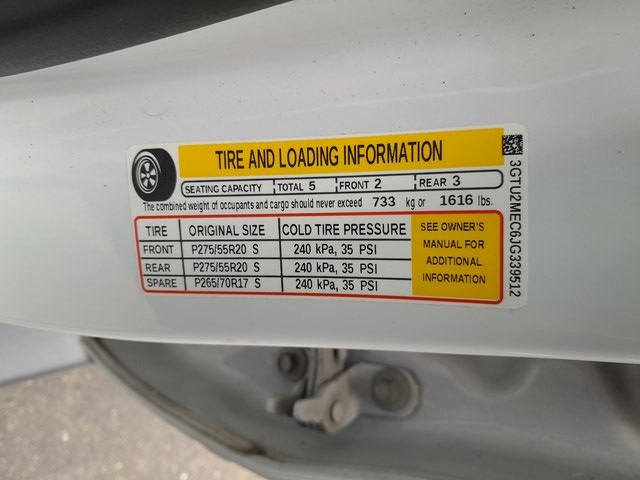 TIRE AND LOADING INFORMATION
SEATING CAPACITY TOTAL 5 FRONT 2 REAR 3
The combined weight of occupants and cargo should never exceed 733 kg or 1616 lbs.
TIRE ORIGINAL SIZE COLD TIRE PRESSURE
FRONT P275/55R20 S 240 kPa, 35 PSI
REAR P275/55R20 S 240 kPa, 35 PSI
SPARE P265/70R17 S 240 kPa, 35 PSI
SEE OWNER'S
MANUAL FOR
ADDITIONAL
INFORMATION
3GTU2MEC6JG339512